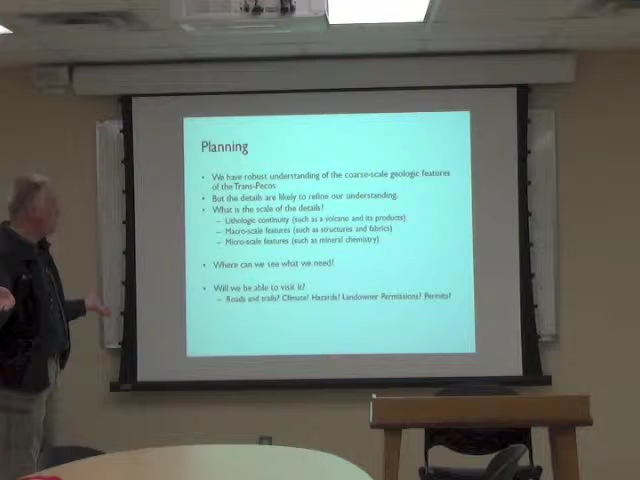 Planning
• We have robust understanding of the coarse-scale geologic features
of the Trans-Pecos
• But the details are likely to refine our understanding.
• What is the scale of the details?
– Lithologic continuity (such as a volcano and its products)
– Macro-scale features (such as structures and fabrics)
– Micro-scale features (such as mineral chemistry)
• Where can we see what we need?
• Will we be able to visit it?
– Roads and trails? Climate? Hazards? Landowner Permissions? Permits?